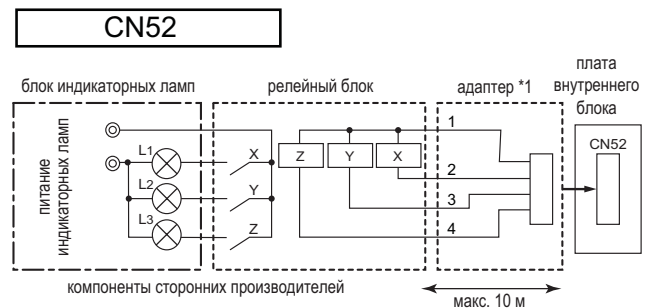 CN52
блок индикаторных ламп
релейный блок
адаптер *1
плата
внутреннего
блока
питание
индикаторных ламп
L1
L2
L3
X
Y
Z
Z
Y
X
1
2
3
4
CN52
компоненты сторонних производителей
макс. 10 м